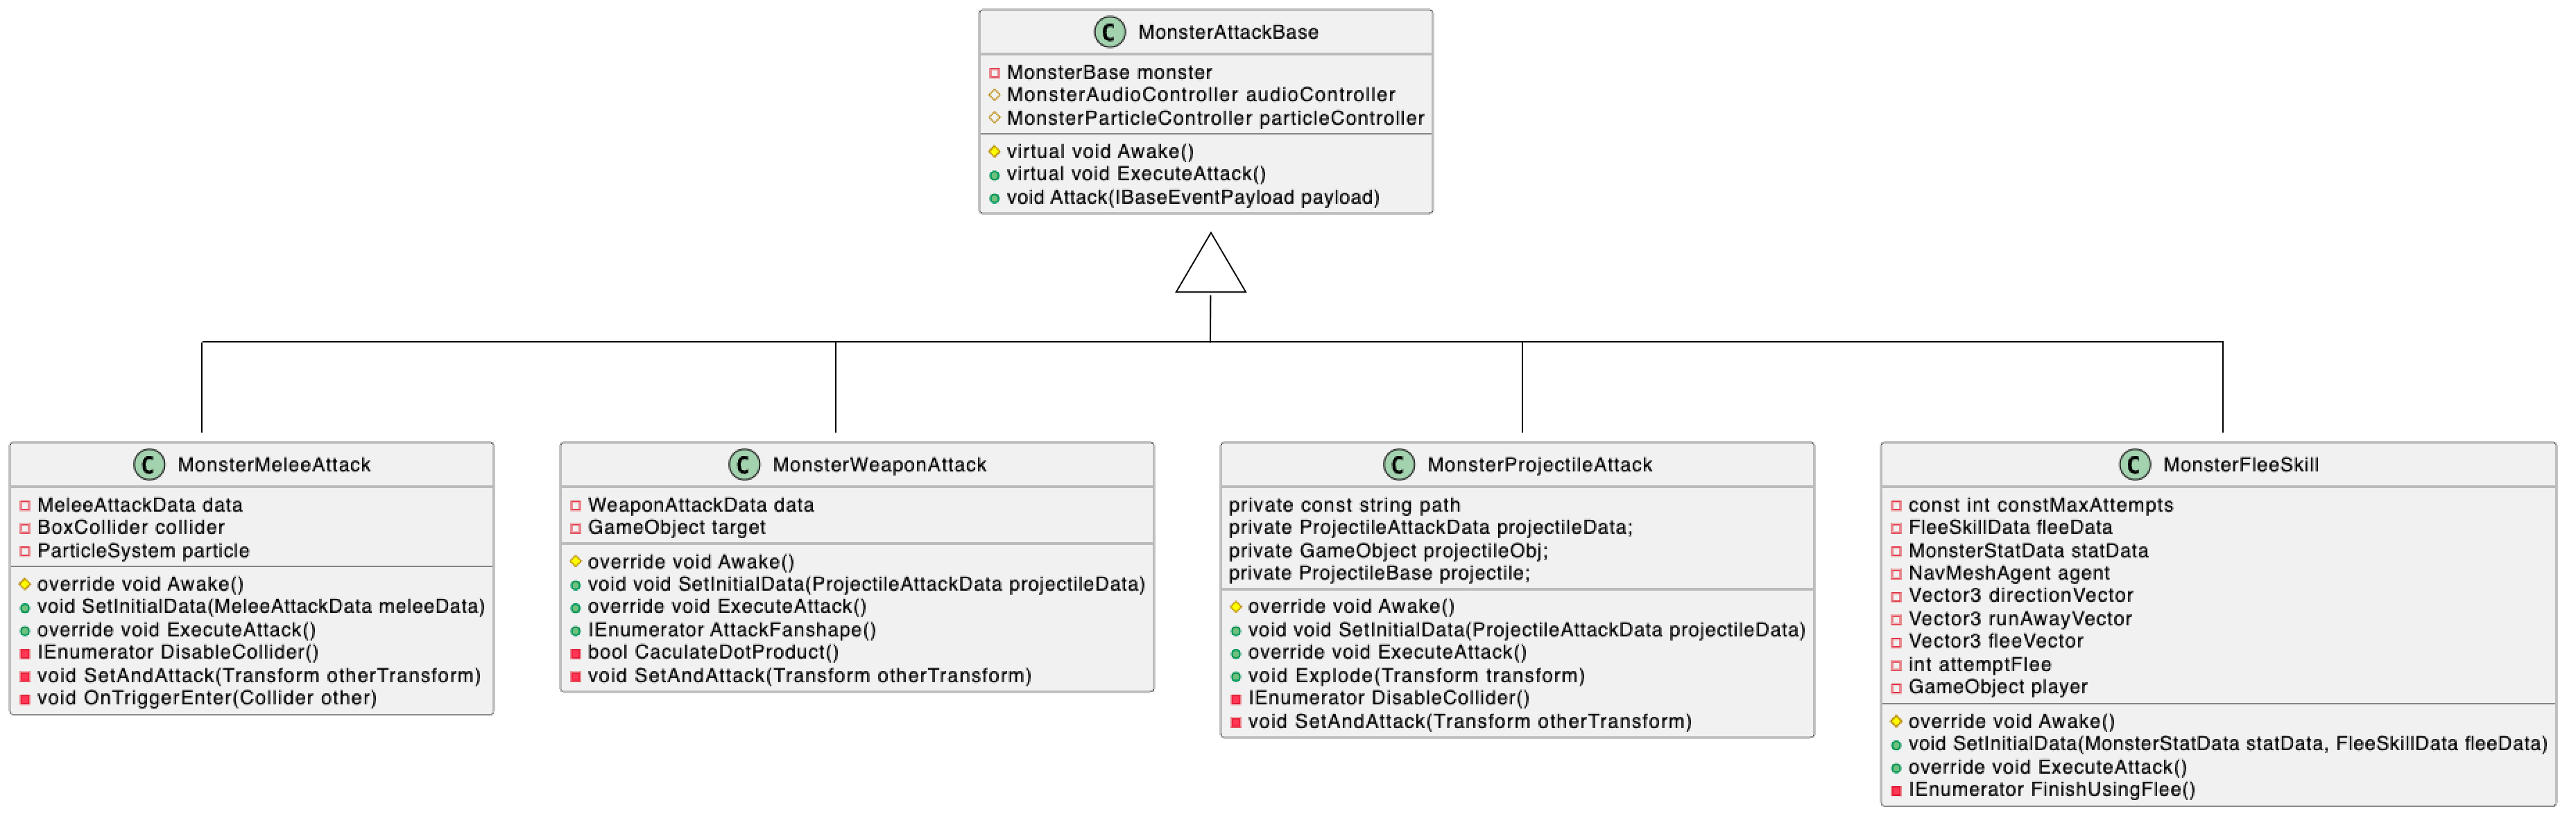 C MonsterAttackBase
MonsterBase monster
MonsterAudioController audioController
MonsterParticleController particleController
virtual void Awake()
virtual void ExecuteAttack()
void Attack(IBaseEventPayload payload)
C MonsterMeleeAttack
MeleeAttackData data
BoxCollider collider
ParticleSystem particle
override void Awake()
void SetInitialData(MeleeAttackData meleeData)
override void ExecuteAttack()
IEnumerator DisableCollider()
void SetAndAttack(Transform otherTransform)
void OnTriggerEnter(Collider other)
C MonsterWeaponAttack
WeaponAttackData data
GameObject target
override void Awake()
void void SetInitialData(ProjectileAttackData projectileData)
override void ExecuteAttack()
IEnumerator AttackFanshape()
bool CaculateDotProduct()
void SetAndAttack(Transform otherTransform)
C MonsterProjectileAttack
private const string path
private ProjectileAttackData projectileData;
private GameObject projectileObj;
private ProjectileBase projectile;
override void Awake()
void void SetInitialData(ProjectileAttackData projectileData)
override void ExecuteAttack()
void Explode(Transform transform)
IEnumerator DisableCollider()
void SetAndAttack(Transform otherTransform)
C MonsterFleeSkill
const int constMaxAttempts
FleeSkillData fleeData
MonsterStatData statData
NavMeshAgent agent
Vector3 directionVector
Vector3 runAwayVector
Vector3 fleeVector
int attemptFlee
GameObject player
override void Awake()
void SetInitialData(MonsterStatData statData, FleeSkillData fleeData)
override void ExecuteAttack()
IEnumerator FinishUsingFlee()